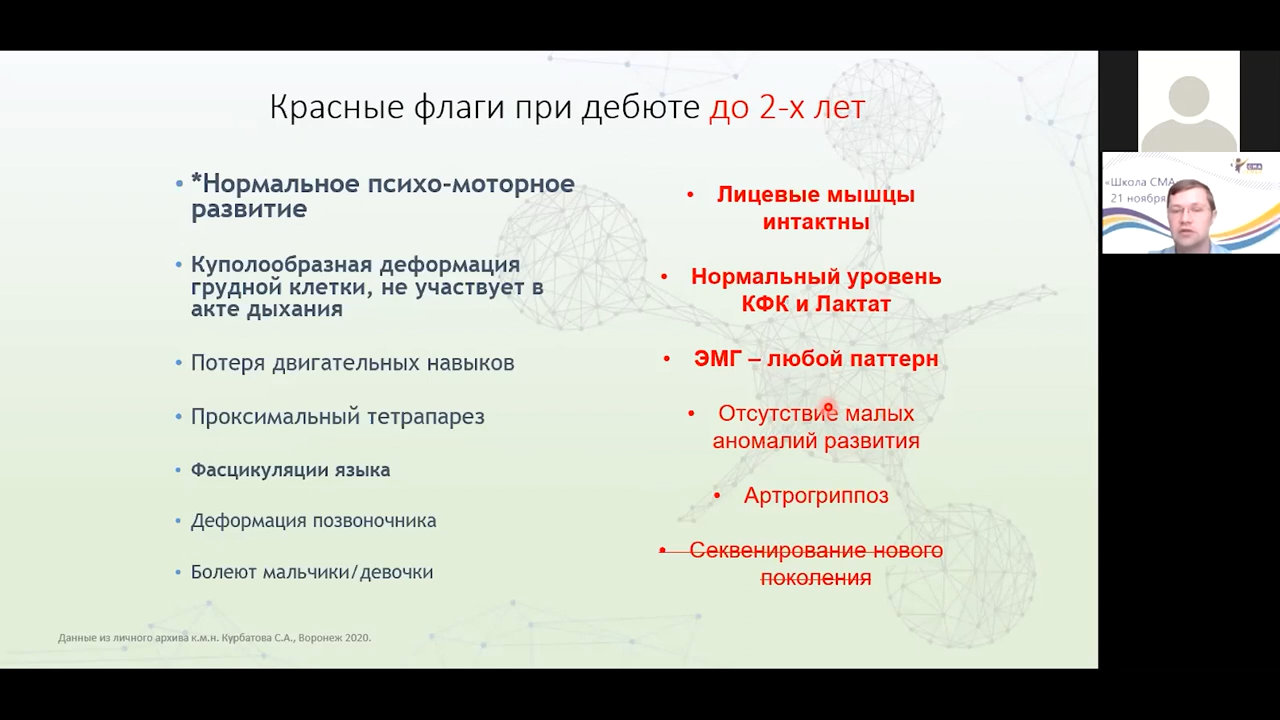 Красные флаги при дебюте до 2-х лет
*Нормальное психо-моторное
развитие
Куполообразная деформация
грудной клетки, не участвует в
акте дыхания
Потеря двигательных навыков
Проксимальный тетрапарез
Фасцикуляции языка
Деформация позвоночника
Болеют мальчики/девочки
Лицевые мышцы
интактны
Нормальный уровень
КФК и Лактат
ЭМГ – любой паттерн
Отсутствие малых
аномалий развития
Артрогриппоз
Секвенирование нового
поколения
Данные из личного архива к.м.н. Курбатова С.А., Воронеж 2020.
СМА
«Школа СМА
21 ноября